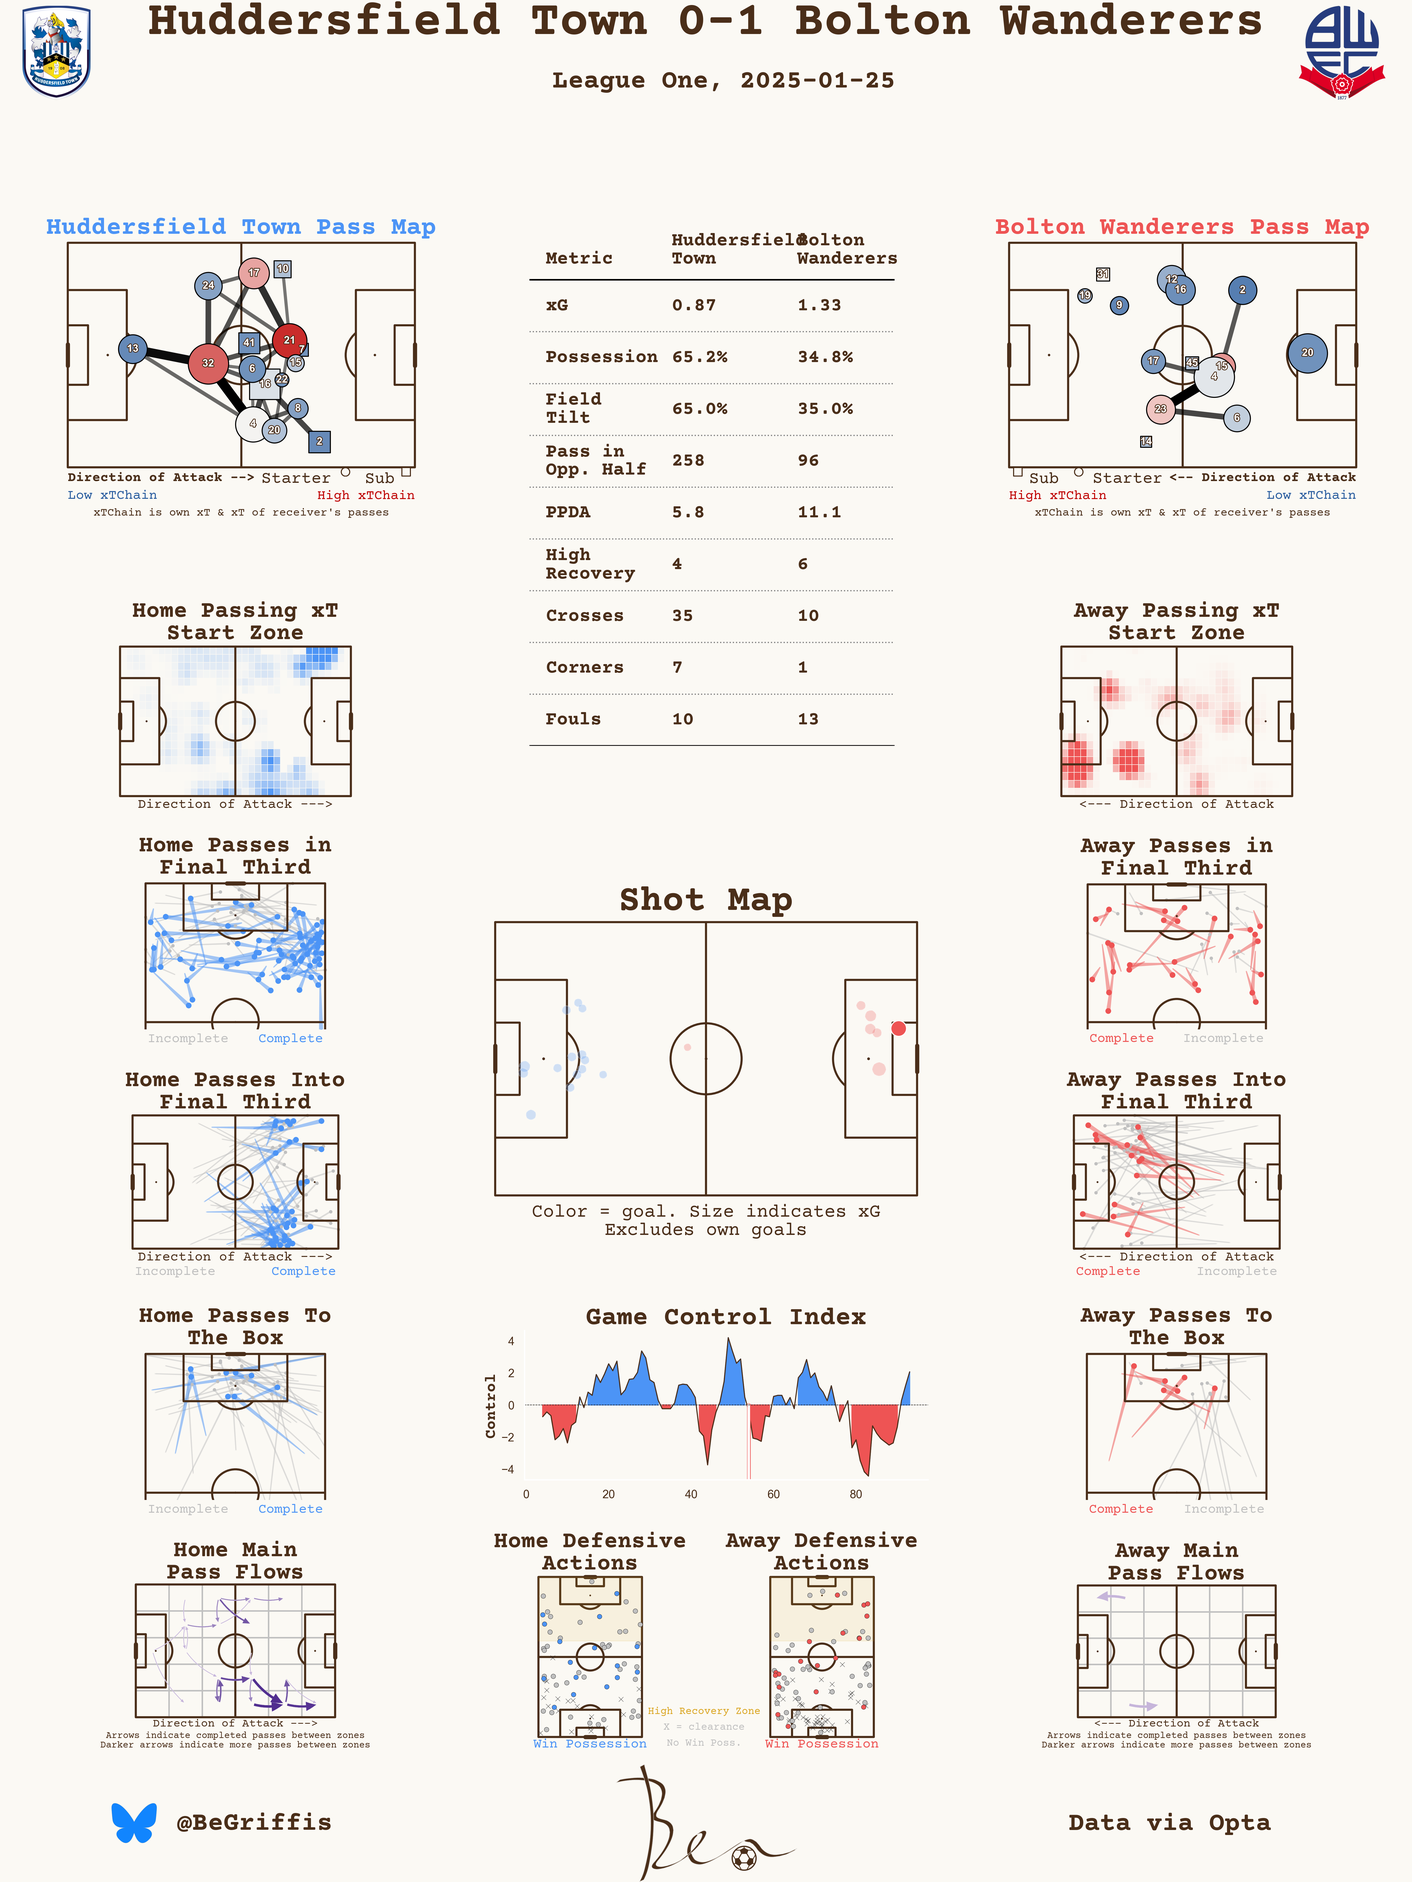 Huddersfield Town 0-1 Bolton Wanderers
League One, 2025-01-25
HUDDERSFIELD TOWN
BW
FC
1877
Huddersfield Town Pass Map
17
10
24
13
41
21
7
32
6
15
16
22
4
20
8
2
Direction of Attack --> Starter Sub
Low xTChain High xTChain
xTChain is own xT & xT of receiver's passes
Metric Huddersfield Town Bolton Wanderers
xG 0.87 1.33
Possession 65.2% 34.8%
Field Tilt 65.0% 35.0%
Pass in Opp. Half 258 96
PPDA 5.8 11.1
High Recovery 4 6
Crosses 35 10
Corners 7 1
Fouls 10 13
Bolton Wanderers Pass Map
31
12
19
16
2
9
17
45
15
20
4
23
6
14
Sub Starter <-- Direction of Attack
High xTChain Low xTChain
xTChain is own xT & xT of receiver's passes
Home Passing xT
Start Zone
Direction of Attack --->
Away Passing xT
Start Zone
<--- Direction of Attack
Home Passes in
Final Third
Incomplete Complete
Away Passes in
Final Third
Complete Incomplete
Shot Map
Color = goal. Size indicates xG
Excludes own goals
Home Passes Into
Final Third
Direction of Attack --->
Incomplete Complete
Away Passes Into
Final Third
<--- Direction of Attack
Complete Incomplete
Home Passes To
The Box
Incomplete Complete
Game Control Index
Control
4
2
0
−2
−4
0 20 40 60 80
Away Passes To
The Box
Complete Incomplete
Home Main
Pass Flows
Direction of Attack --->
Arrows indicate completed passes between zones
Darker arrows indicate more passes between zones
Home Defensive
Actions
Win Possession
Away Defensive
Actions
Win Possession
High Recovery Zone
X = clearance
No Win Poss.
Away Main
Pass Flows
<--- Direction of Attack
Arrows indicate completed passes between zones
Darker arrows indicate more passes between zones
@BeGriffis
Ben
Data via Opta